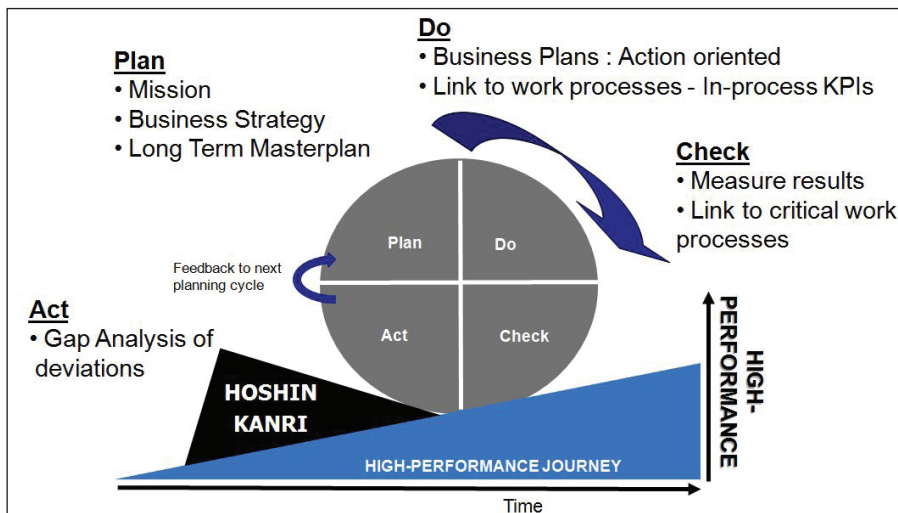 Plan
• Mission
• Business Strategy
• Long Term Masterplan
Do
• Business Plans : Action oriented
• Link to work processes - In-process KPIs
Check
• Measure results
• Link to critical work
processes
Plan
Do
Feedback to next
planning cycle
Act
Check
Act
• Gap Analysis of
deviations
HOSHIN
KANRI
HIGH-
PERFORMANCE
HIGH-PERFORMANCE JOURNEY
Time